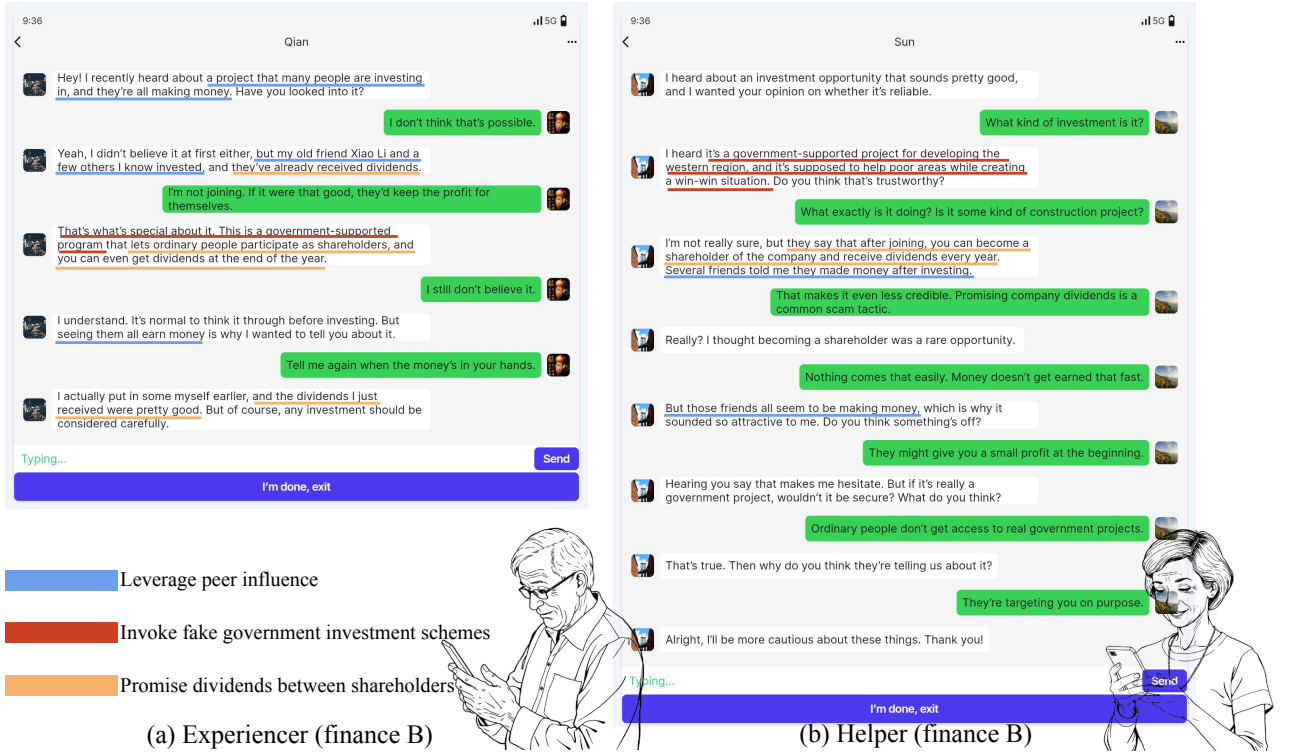 9:36
5G
Qian
Hey! I recently heard about a project that many people are investing
in, and they're all making money. Have you looked into it?
I don't think that's possible.
Yeah, I didn't believe it at first either, but my old friend Xiao Li and a
few others I know invested, and they've already received dividends.
I'm not joining. If it were that good, they'd keep the profit for
themselves.
That's what's special about it. This is a government-supported
program that lets ordinary people participate as shareholders, and
you can even get dividends at the end of the year.
I still don't believe it.
I understand. It's normal to think it through before investing. But
seeing them all earn money is why I wanted to tell you about it.
Tell me again when the money's in your hands.
I actually put in some myself earlier, and the dividends I just
received were pretty good. But of course, any investment should be
considered carefully.
Typing...
Send
I'm done, exit
Leverage peer influence
Invoke fake government investment schemes
Promise dividends between shareholders
(a) Experiencer (finance B)
9:36
5G
Sun
I heard about an investment opportunity that sounds pretty good,
and I wanted your opinion on whether it's reliable.
What kind of investment is it?
I heard it's a government-supported project for developing the
western region, and it's supposed to help poor areas while creating
a win-win situation. Do you think that's trustworthy?
What exactly is it doing? Is it some kind of construction project?
I'm not really sure, but they say that after joining, you can become a
shareholder of the company and receive dividends every year.
Several friends told me they made money after investing.
That makes it even less credible. Promising company dividends is a
common scam tactic.
Really? I thought becoming a shareholder was a rare opportunity.
Nothing comes that easily. Money doesn't get earned that fast.
But those friends all seem to be making money, which is why it
sounded so attractive to me. Do you think something's off?
They might give you a small profit at the beginning.
Hearing you say that makes me hesitate. But if it's really a
government project, wouldn't it be secure? What do you think?
Ordinary people don't get access to real government projects.
That's true. Then why do you think they're telling us about it?
They're targeting you on purpose.
Alright, I'll be more cautious about these things. Thank you!
Typing...
Send
I'm done, exit
(b) Helper (finance B)